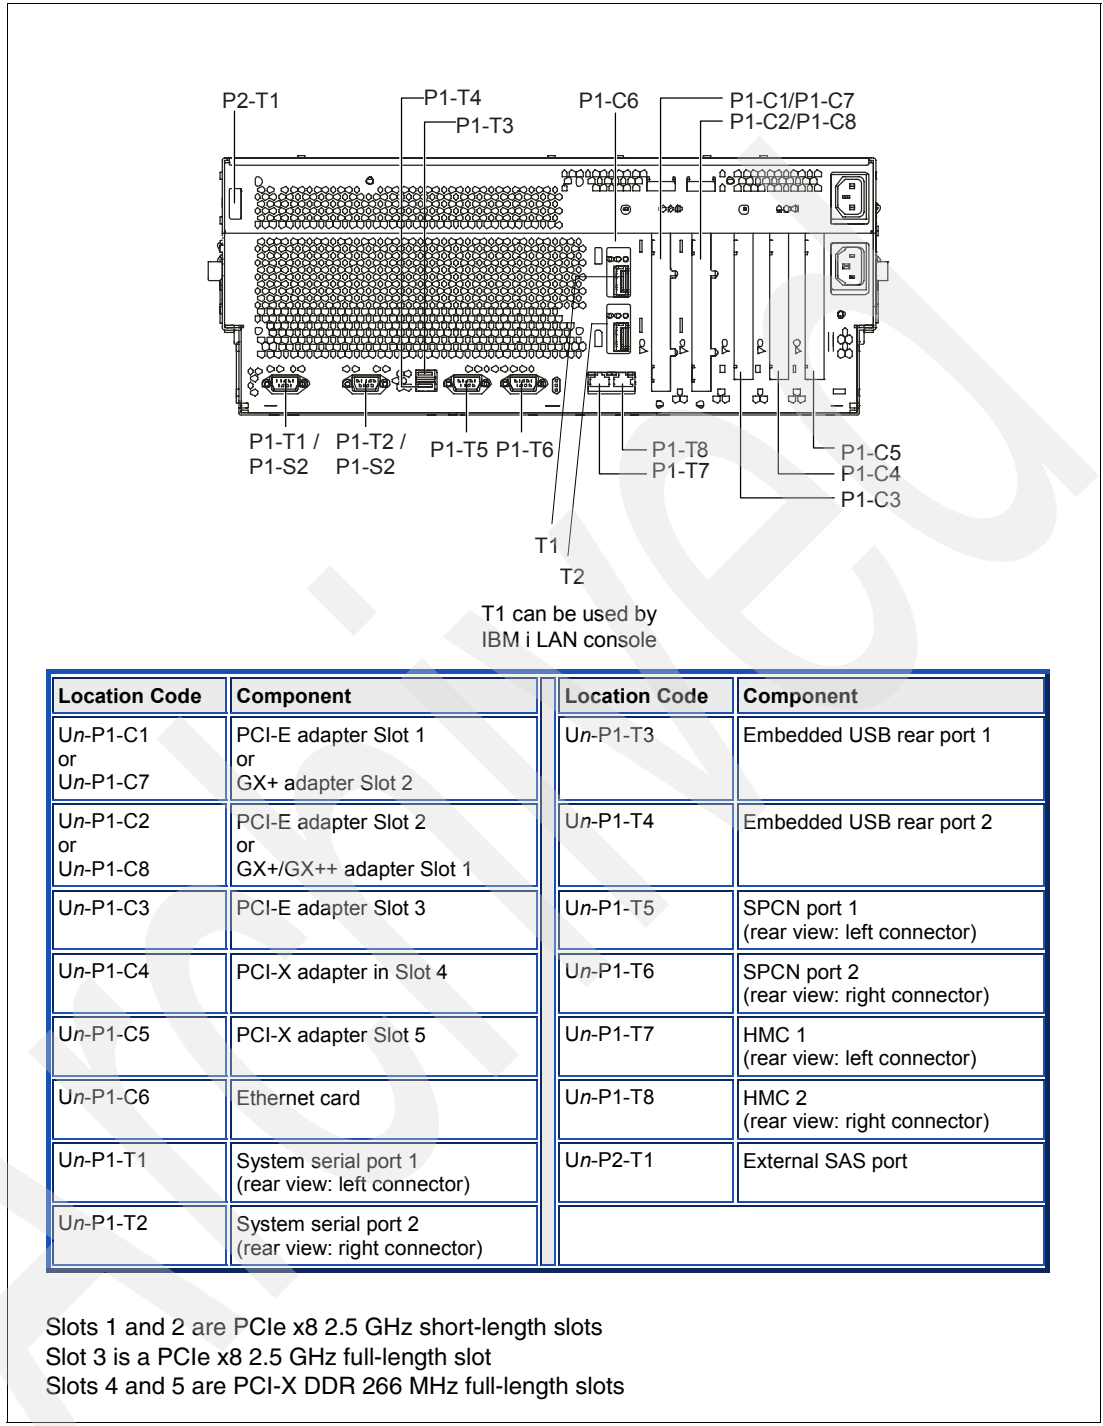 P2-T1
P1-T4
P1-T3
P1-C6
P1-C1/P1-C7
P1-C2/P1-C8
P1-T1 /
P1-S2
P1-T2 /
P1-S2
P1-T5 P1-T6
P1-T8
P1-T7
P1-C5
P1-C4
P1-C3
T1
T2
T1 can be used by
IBM i LAN console
Location Code Component Location Code Component
Un-P1-C1
or
Un-P1-C7
PCI-E adapter Slot 1
or
GX+ adapter Slot 2
Un-P1-T3
Embedded USB rear port 1
Un-P1-C2
or
Un-P1-C8
PCI-E adapter Slot 2
or
GX+/GX++ adapter Slot 1
Un-P1-T4
Embedded USB rear port 2
Un-P1-C3
PCI-E adapter Slot 3
Un-P1-T5
SPCN port 1
(rear view: left connector)
Un-P1-C4
PCI-X adapter in Slot 4
Un-P1-T6
SPCN port 2
(rear view: right connector)
Un-P1-C5
PCI-X adapter Slot 5
Un-P1-T7
HMC 1
(rear view: left connector)
Un-P1-C6
Ethernet card
Un-P1-T8
HMC 2
(rear view: right connector)
Un-P1-T1
System serial port 1
(rear view: left connector)
Un-P2-T1
External SAS port
Un-P1-T2
System serial port 2
(rear view: right connector)
Slots 1 and 2 are PCIe x8 2.5 GHz short-length slots
Slot 3 is a PCIe x8 2.5 GHz full-length slot
Slots 4 and 5 are PCI-X DDR 266 MHz full-length slots
Archived